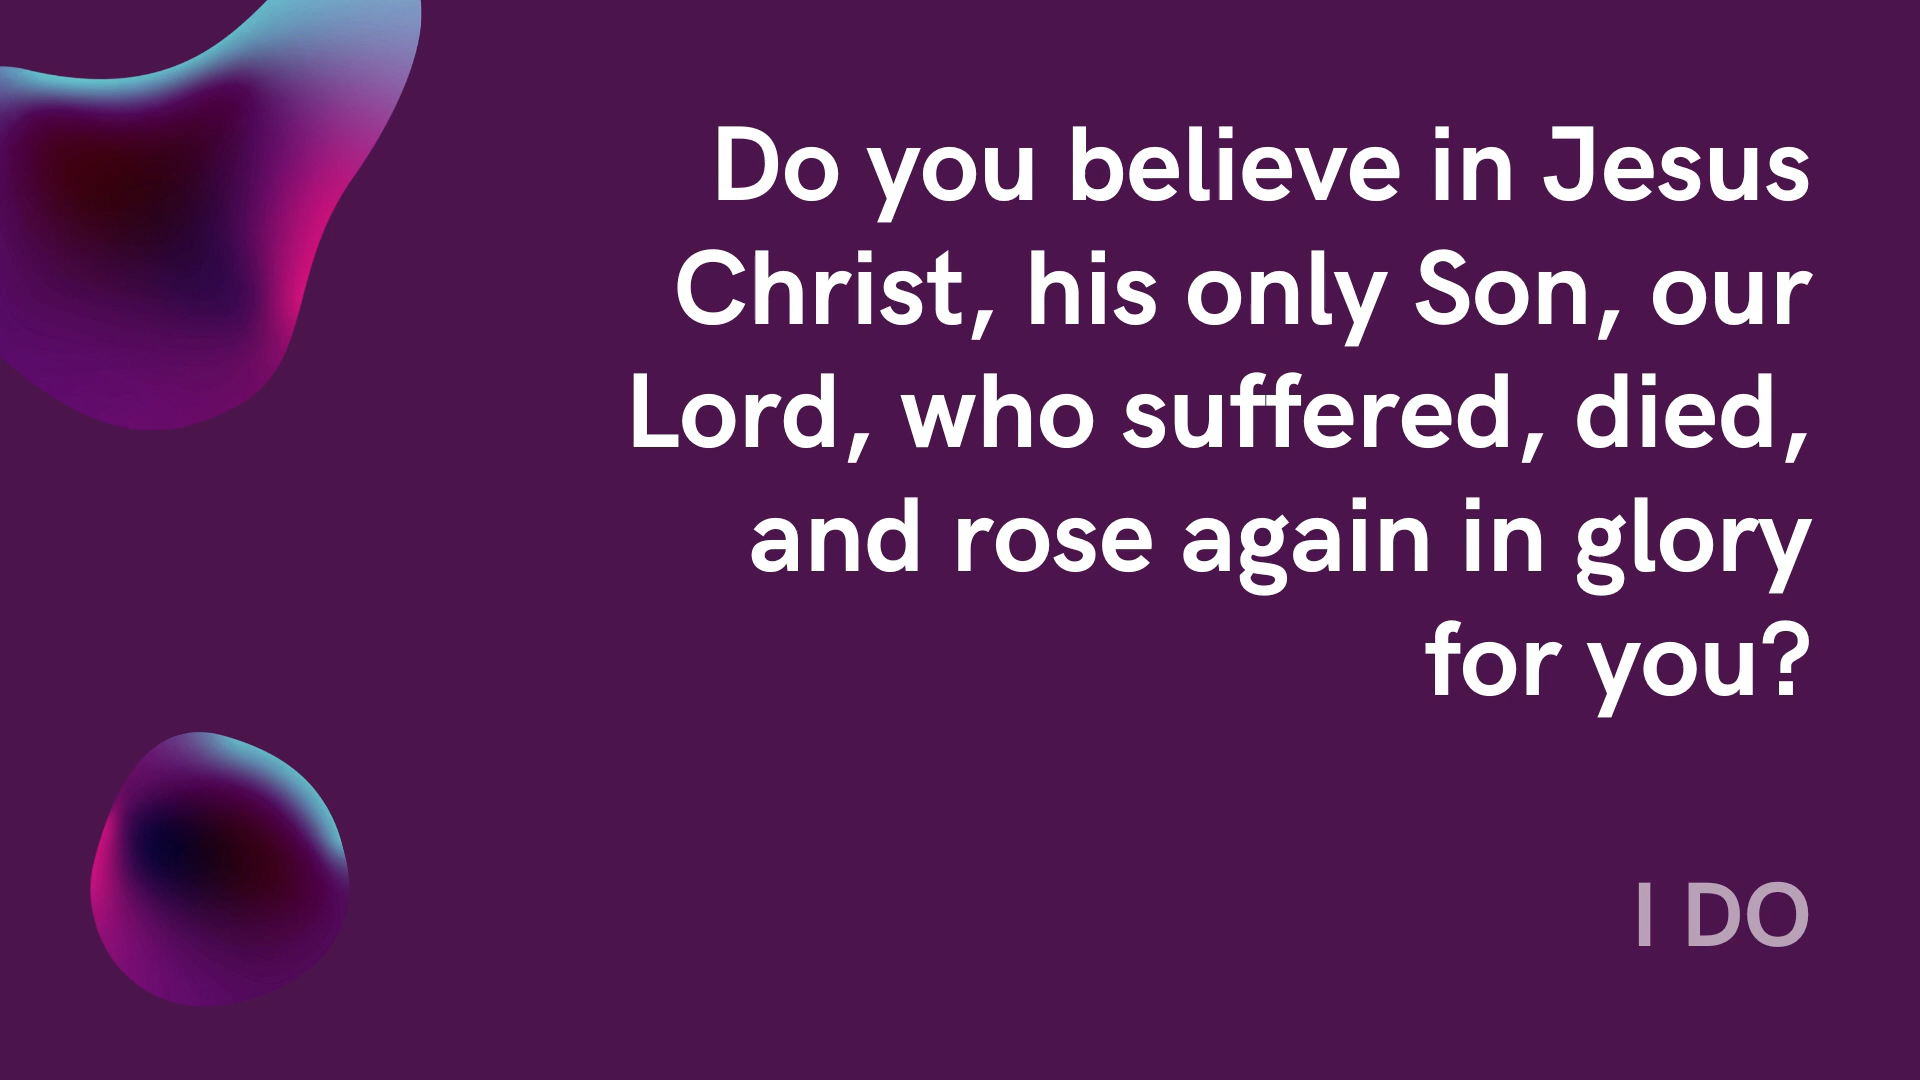 Do you believe in Jesus
Christ, his only Son, our
Lord, who suffered, died,
and rose again in glory
for you?
I DO